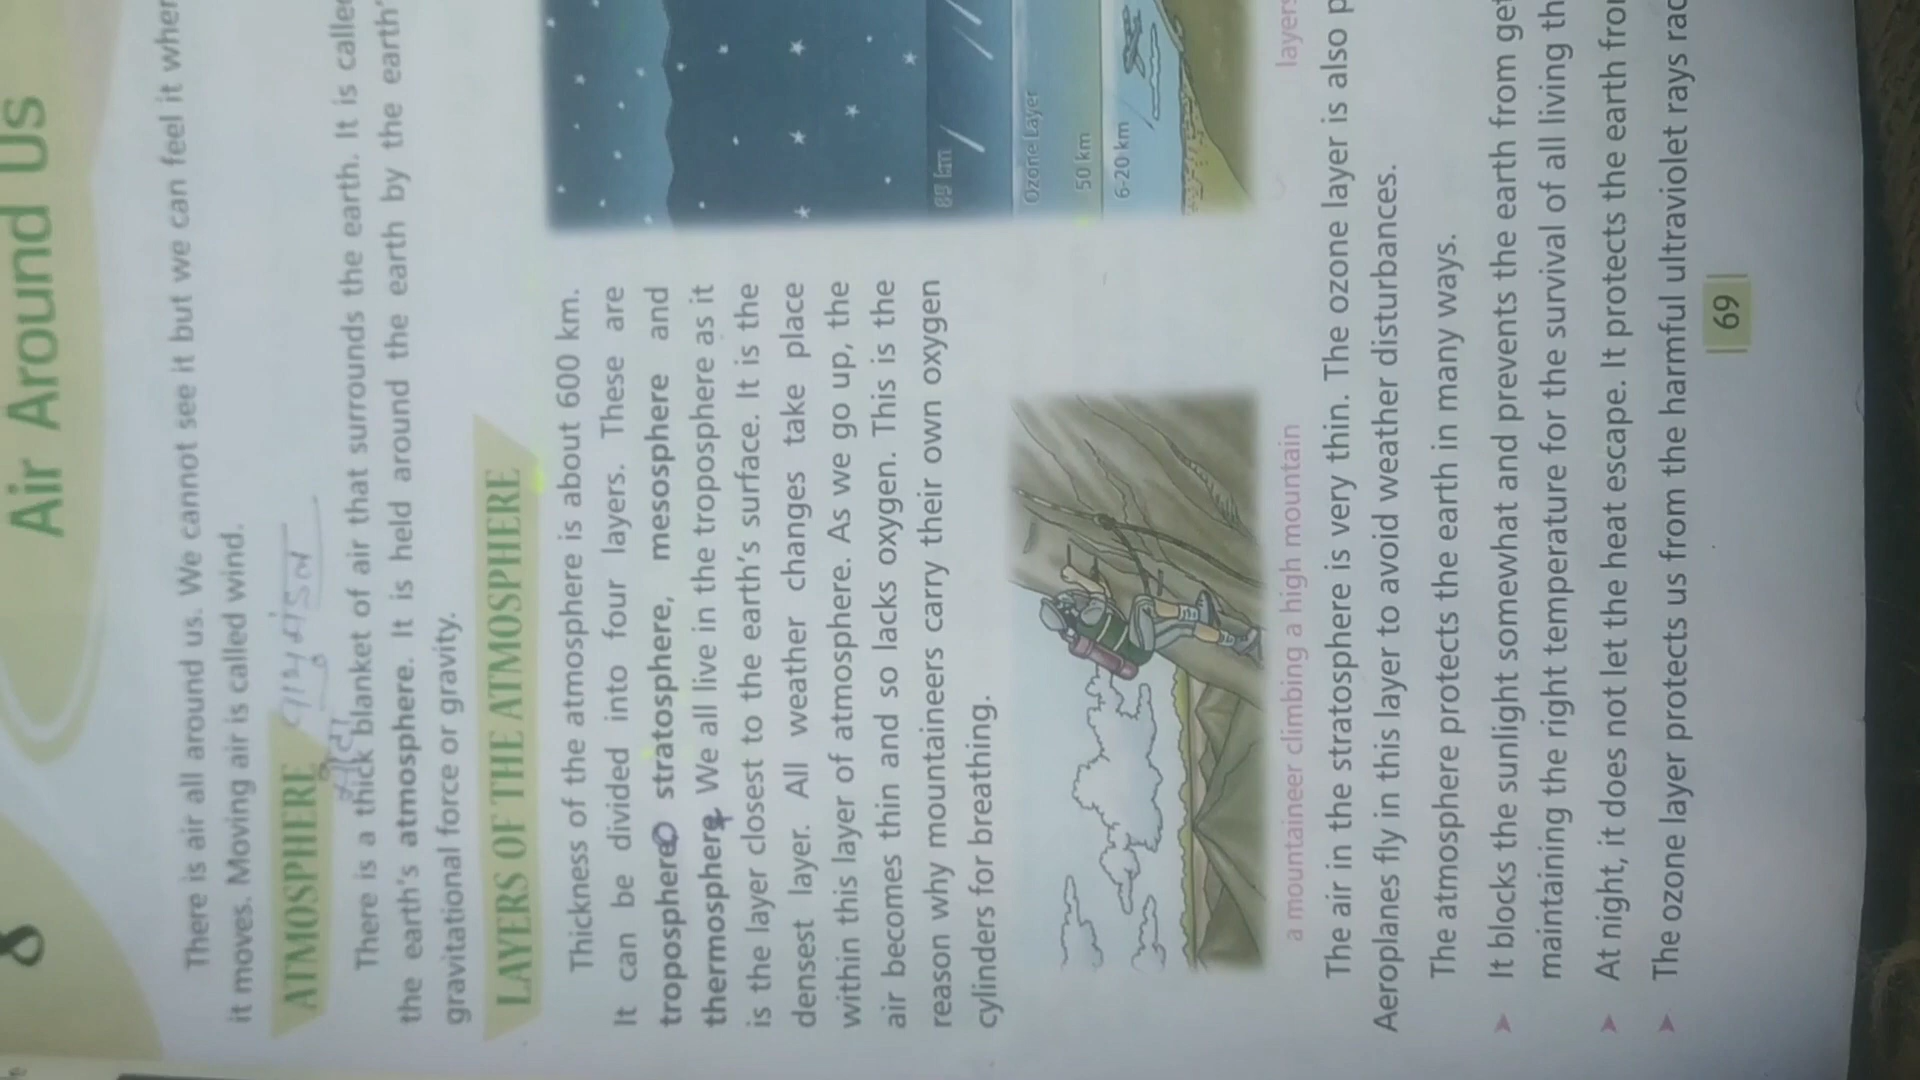 8
Air Around Us
There is air all around us. We cannot see it but we can feel it when
it moves. Moving air is called wind.
ATMOSPHERE
There is a thick blanket of air that surrounds the earth. It is called
the earth's atmosphere. It is held around the earth by the earth's
gravitational force or gravity.
LAYERS OF THE ATMOSPHERE
Thickness of the atmosphere is about 600 km.
It can be divided into four layers. These are
troposphere, stratosphere, mesosphere and
thermosphere. We all live in the troposphere as it
is the layer closest to the earth's surface. It is the
densest layer. All weather changes take place
within this layer of atmosphere. As we go up, the
air becomes thin and so lacks oxygen. This is the
reason why mountaineers carry their own oxygen
cylinders for breathing.
Ozone Layer
50 km
6-20 km
a mountaineer climbing a high mountain
layers
The air in the stratosphere is very thin. The ozone layer is also p
Aeroplanes fly in this layer to avoid weather disturbances.
The atmosphere protects the earth in many ways.
➤ It blocks the sunlight somewhat and prevents the earth from get
maintaining the right temperature for the survival of all living th
➤ At night, it does not let the heat escape. It protects the earth from
➤ The ozone layer protects us from the harmful ultraviolet rays rad
69